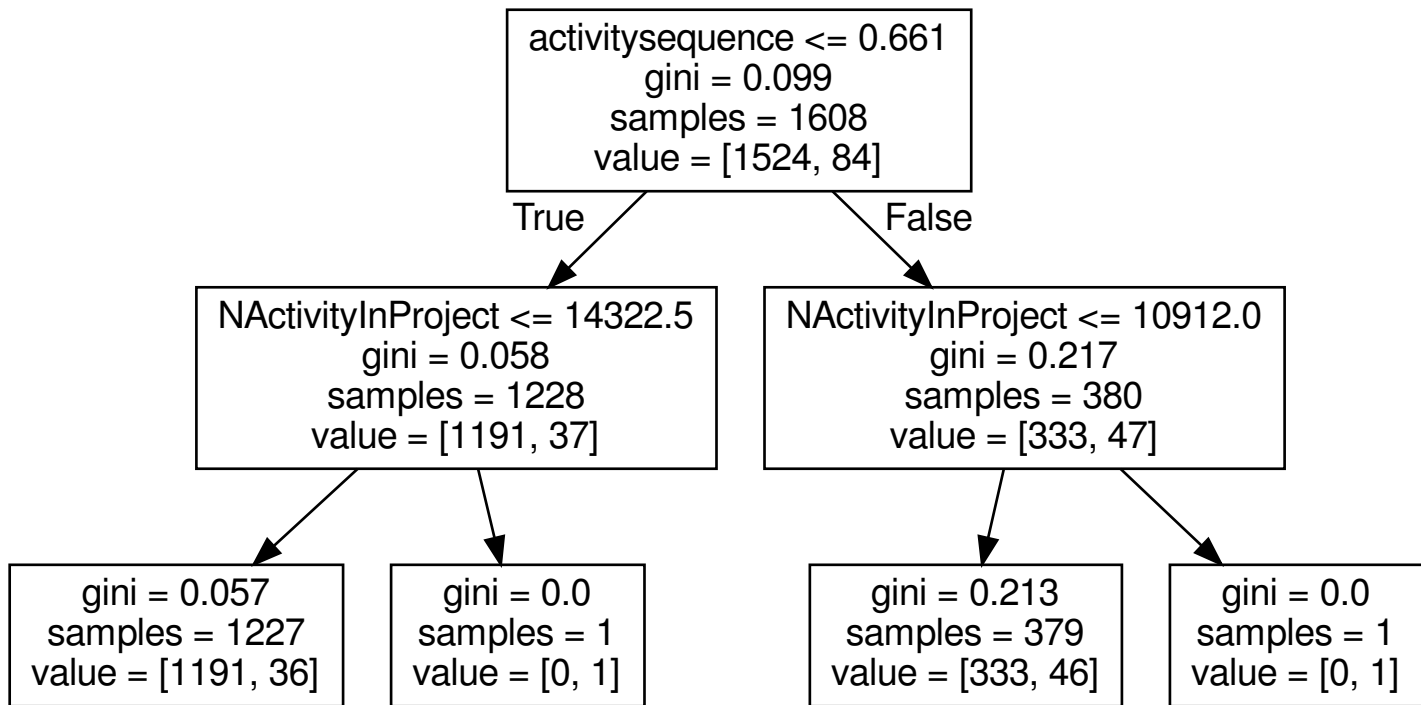 activitysequence <= 0.661
gini = 0.099
samples = 1608
value = [1524, 84]
True
False
NActivityInProject <= 14322.5
gini = 0.058
samples = 1228
value = [1191, 37]
NActivityInProject <= 10912.0
gini = 0.217
samples = 380
value = [333, 47]
gini = 0.057
samples = 1227
value = [1191, 36]
gini = 0.0
samples = 1
value = [0, 1]
gini = 0.213
samples = 379
value = [333, 46]
gini = 0.0
samples = 1
value = [0, 1]